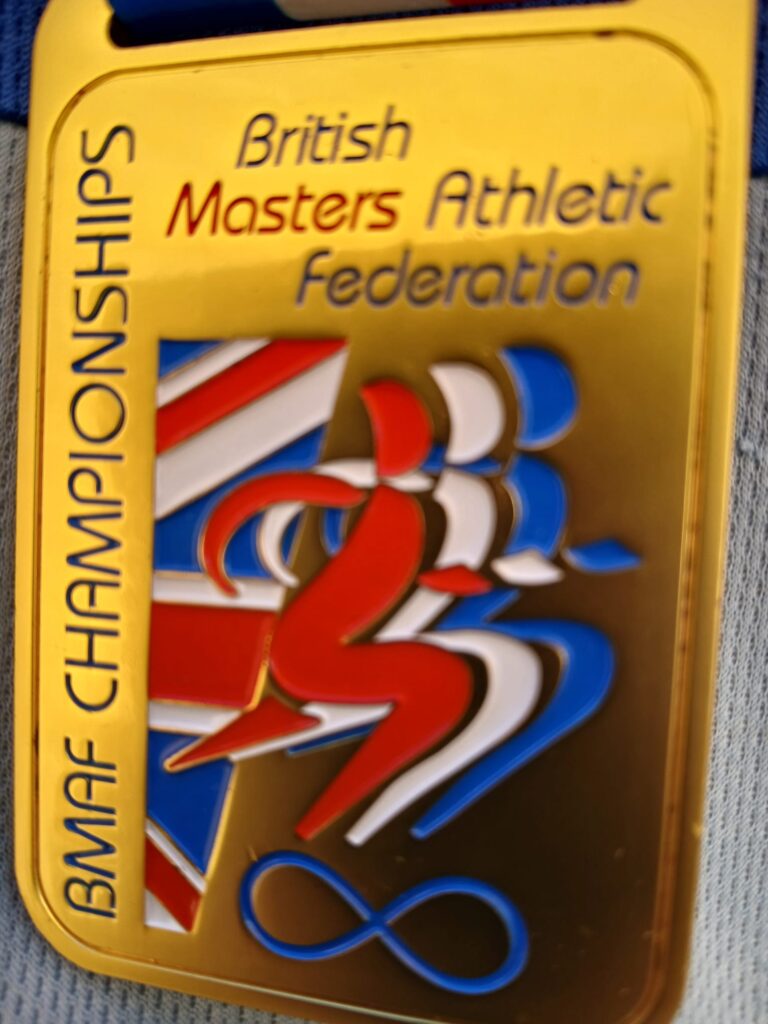 British
Masters Athletic
Federation
BMAF CHAMPIONSHIPS